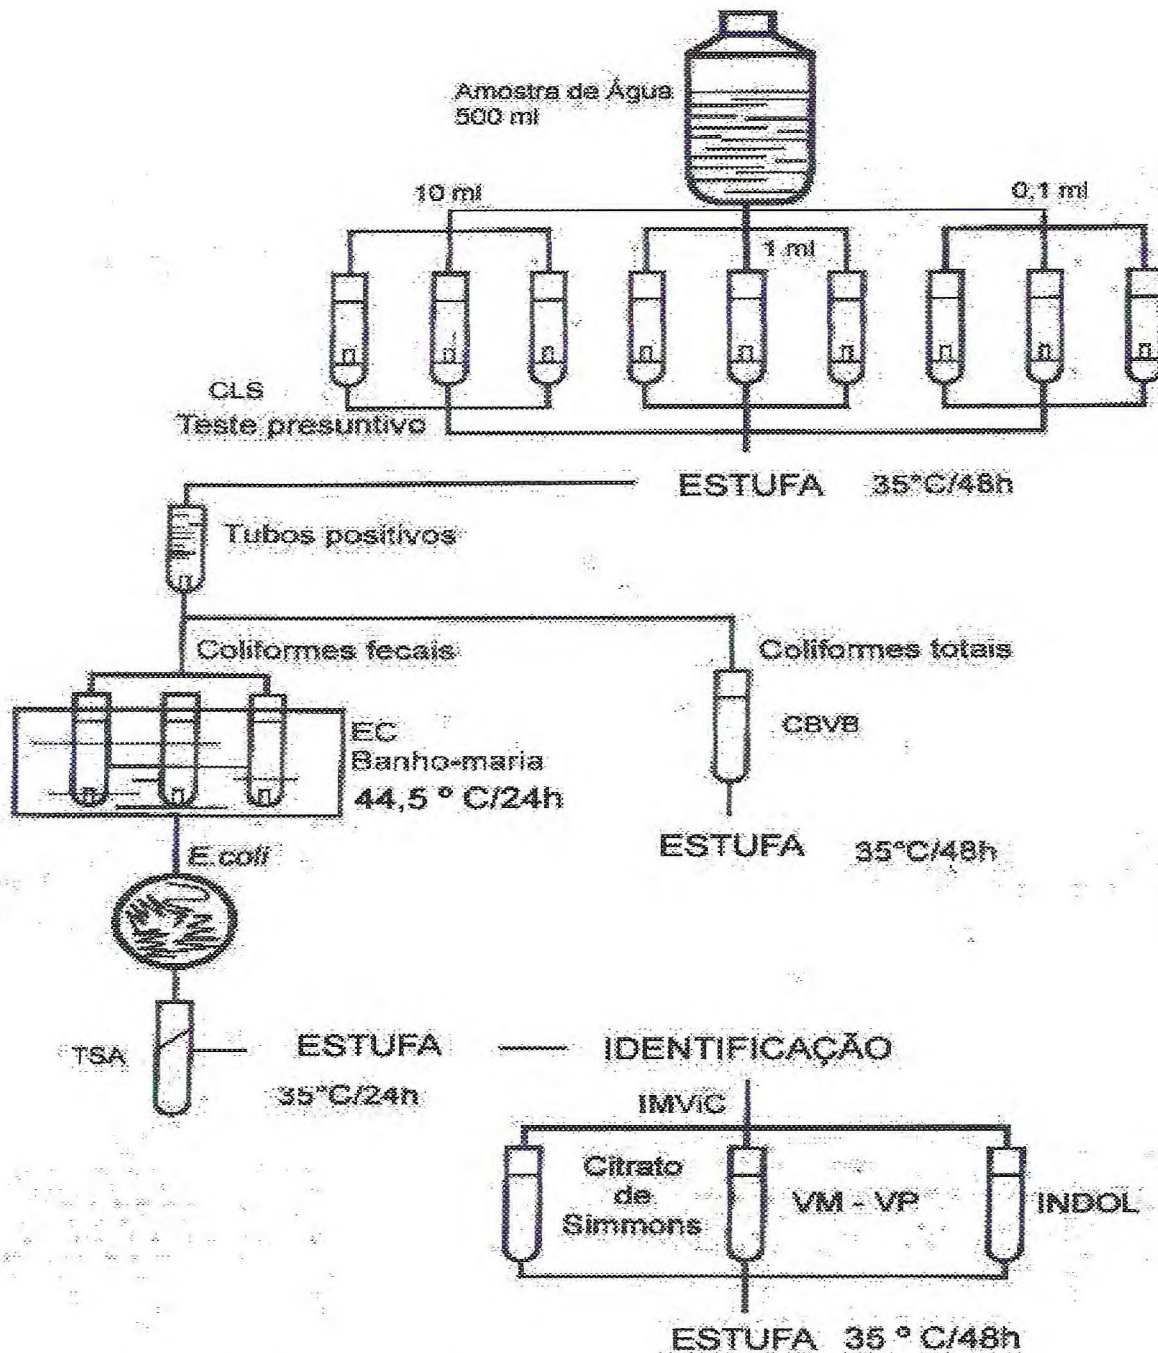 Amostra de Água
500 ml
10 ml
0,1 ml
1 ml
CLS
Teste presuntivo
ESTUFA 35°C/48h
Tubos positivos
Coliformes fecais
Coliformes totais
EC
Banho-maria
44,5 º C/24h
CBVB
ESTUFA 35°C/48h
E.coli
TSA
ESTUFA
IDENTIFICAÇÃO
35°C/24h
IMViC
Citrato
de
Simmons
VM - VP
INDOL
ESTUFA 35 º C/48h